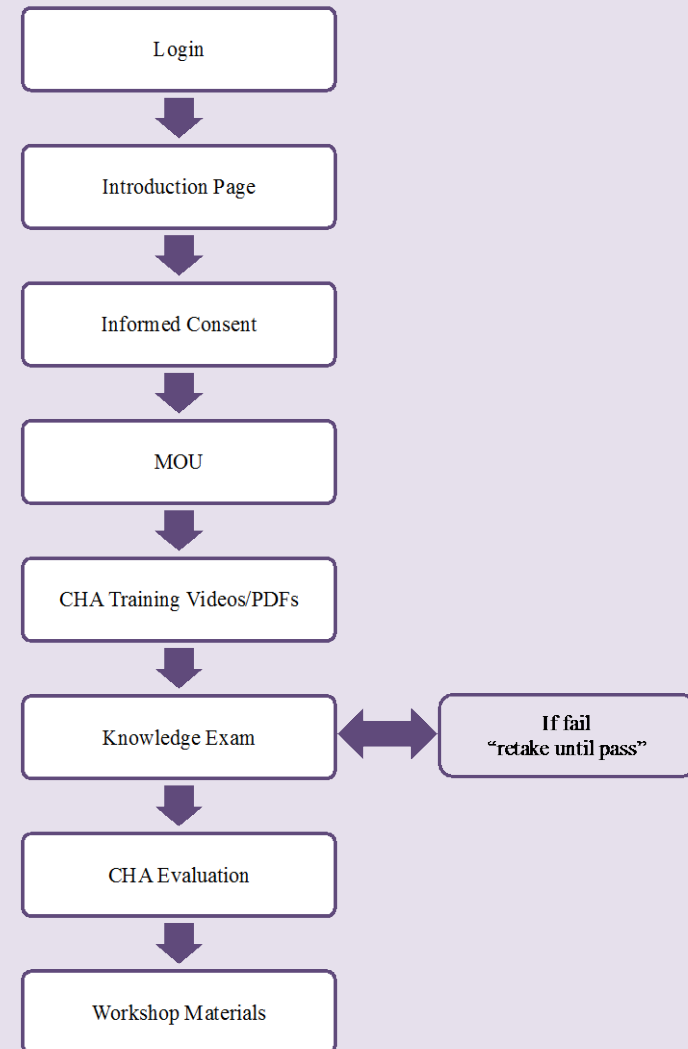 Login
Introduction Page
Informed Consent
MOU
CHA Training Videos/PDFs
Knowledge Exam
If fail
“retake until pass”
CHA Evaluation
Workshop Materials